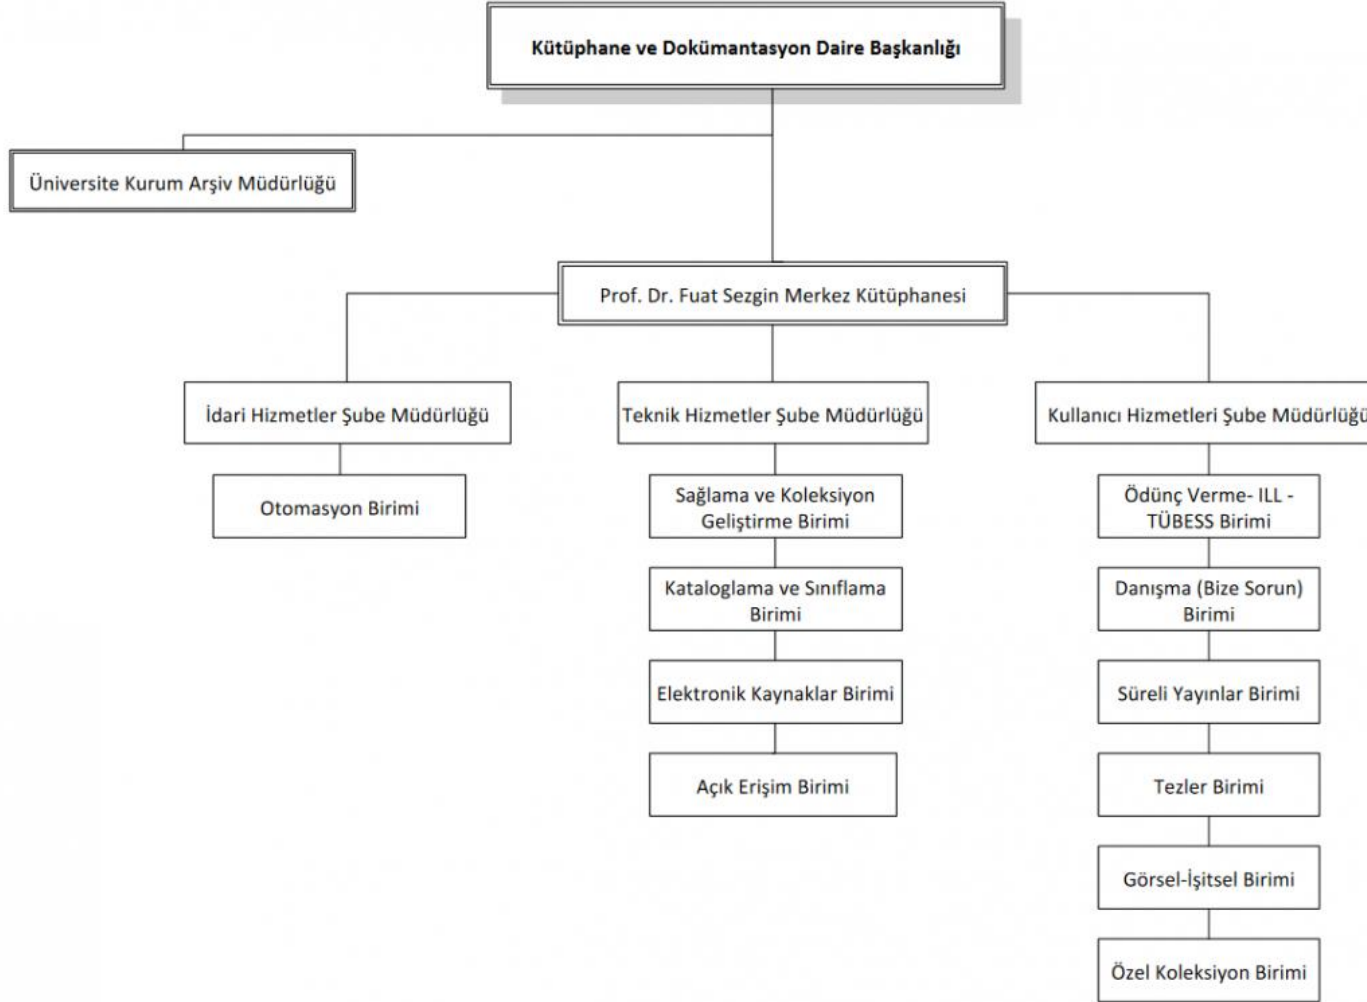 Kütüphane ve Dokümantasyon Daire Başkanlığı
Üniversite Kurum Arşiv Müdürlüğü
Prof. Dr. Fuat Sezgin Merkez Kütüphanesi
İdari Hizmetler Şube Müdürlüğü
Otomasyon Birimi
Teknik Hizmetler Şube Müdürlüğü
Sağlama ve Koleksiyon
Geliştirme Birimi
Kataloglama ve Sınıflama
Birimi
Elektronik Kaynaklar Birimi
Açık Erişim Birimi
Kullanıcı Hizmetleri Şube Müdürlüğü
Ödünç Verme- ILL -
TÜBESS Birimi
Danışma (Bize Sorun)
Birimi
Süreli Yayınlar Birimi
Tezler Birimi
Görsel-İşitsel Birimi
Özel Koleksiyon Birimi